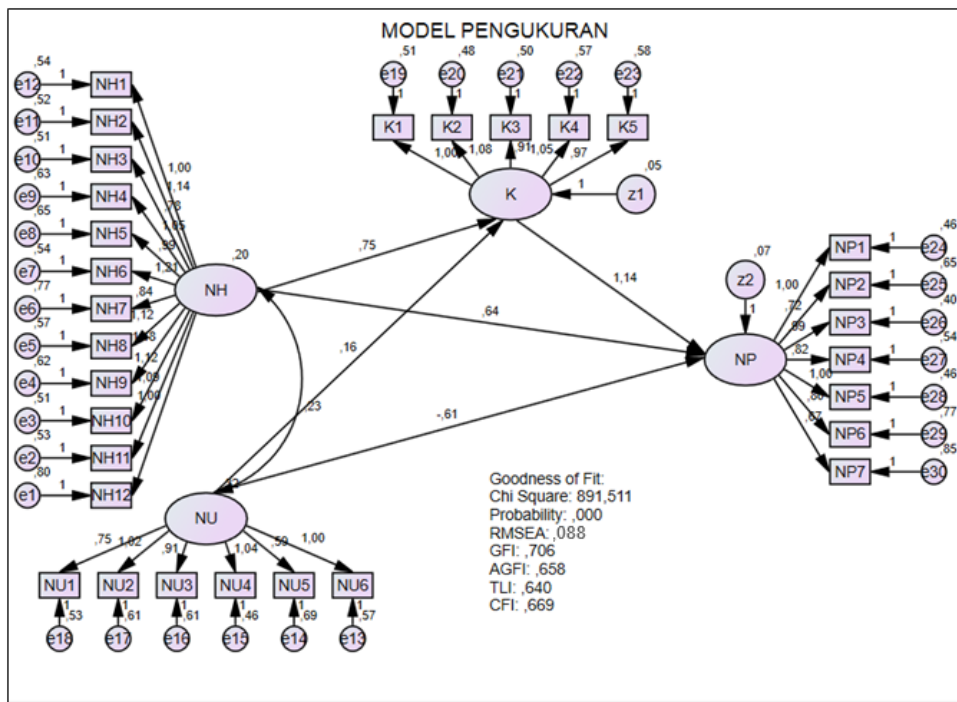 MODEL PENGUKURAN
,51 ,48 ,50 ,57 ,58
e19 e20 e21 e22 e23
1 1 1 1 1
K1 K2 K3 K4 K5
1,00 1,08 ,91 1,05 ,97
K
,05
1
z1
,54
e12 1 NH1
,52
e11 1 NH2
,51
e10 1 NH3
,63
e9 1 NH4
,65
e8 1 NH5
,54
e7 1 NH6
,77
e6 1 NH7
,57
e5 1 NH8
,62
e4 1 NH9
,51
e3 1 NH10
,53
e2 1 NH11
,80
e1 1 NH12
1,00
1,14
,78
1,05
,99
1,21
,84
1,12
1,12
1,09
1,00
,20
NH
,75
,64
,16
,23
1,14
-,61
,07
z2
1
NP
1,00
,72
,89
,82
1,00
,67
NP1 1 e24 ,46
NP2 1 e25 ,65
NP3 1 e26 ,40
NP4 1 e27 ,54
NP5 1 e28 ,46
NP6 1 e29 ,77
NP7 1 e30 ,85
NU
,75 1,02 ,91 1,04 ,59 1,00
NU1 NU2 NU3 NU4 NU5 NU6
1 1 1 1 1 1
,53 ,61 ,61 ,46 ,69 ,57
e18 e17 e16 e15 e14 e13
Goodness of Fit:
Chi Square: 891,511
Probability: ,000
RMSEA: ,088
GFI: ,706
AGFI: ,658
TLI: ,640
CFI: ,669